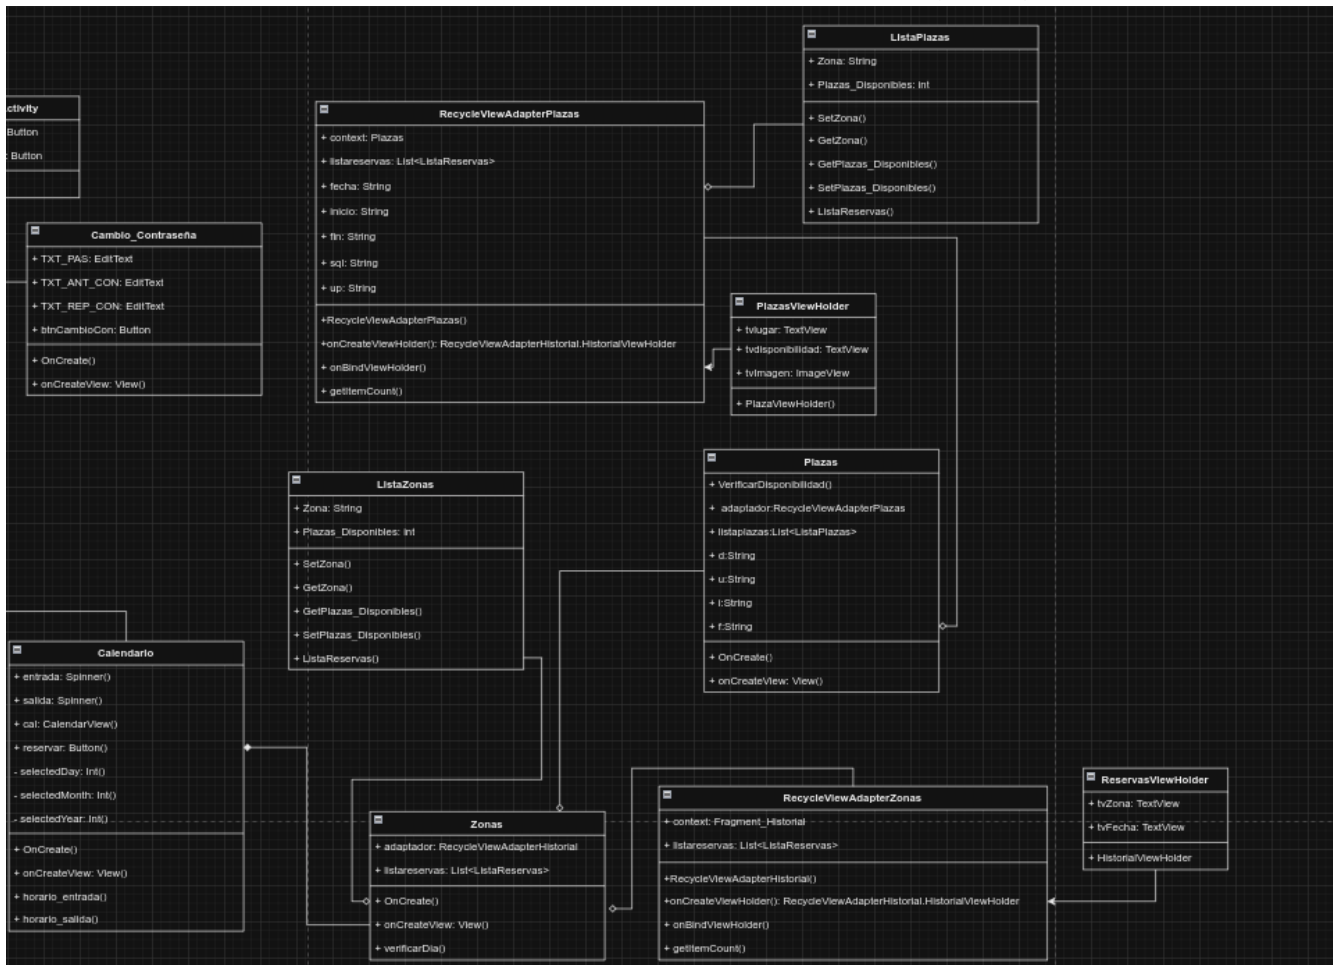 ctivity
Button
: Button
Cambio_Contraseña
+ TXT_PAS: EditText
+ TXT_ANT_CON: EditText
+ TXT_REP_CON: EditText
+ btnCambioCon: Button
+ OnCreate()
+ onCreateView: View()
RecycleViewAdapterPlazas
+ context: Plazas
+ listareservas: List<ListaReservas>
+ fecha: String
+ inicio: String
+ fin: String
+ sql: String
+ up: String
+RecycleViewAdapterPlazas()
+onCreateViewHolder(): RecycleViewAdapterHistorial.HistorialViewHolder
+ onBindViewHolder()
+ getItemCount()
ListaPlazas
+ Zona: String
+ Plazas_Disponibles: int
+ SetZona()
+ GetZona()
+ GetPlazas_Disponibles()
+ SetPlazas_Disponibles()
+ ListaReservas()
PlazasViewHolder
+ tvlugar: TextView
+ tvdisponibilidad: TextView
+ tvImagen: ImageView
+ PlazaViewHolder()
ListaZonas
+ Zona: String
+ Plazas_Disponibles: int
+ SetZona()
+ GetZona()
+ GetPlazas_Disponibles()
+ SetPlazas_Disponibles()
+ ListaReservas()
Plazas
+ VerificarDisponibilidad()
+ adaptador:RecycleViewAdapterPlazas
+ listaplazas:List<ListaPlazas>
+ d:String
+ u:String
+ i:String
+ f:String
+ OnCreate()
+ onCreateView: View()
Calendario
+ entrada: Spinner()
+ salida: Spinner()
+ cal: CalendarView()
+ reservar: Button()
- selectedDay: Int()
- selectedMonth: Int()
- selectedYear: Int()
+ OnCreate()
+ onCreateView: View()
+ horario_entrada()
+ horario_salida()
Zonas
+ adaptador: RecycleViewAdapterHistorial
+ listareservas: List<ListaReservas>
+ OnCreate()
+ onCreateView: View()
+ verificarDia()
RecycleViewAdapterZonas
+ context: Fragment_Historial
+ listareservas: List<ListaReservas>
+RecycleViewAdapterHistorial()
+onCreateViewHolder(): RecycleViewAdapterHistorial.HistorialViewHolder
+ onBindViewHolder()
+ getItemCount()
ReservasViewHolder
+ tvZona: TextView
+ tvFecha: TextView
+ HistorialViewHolder